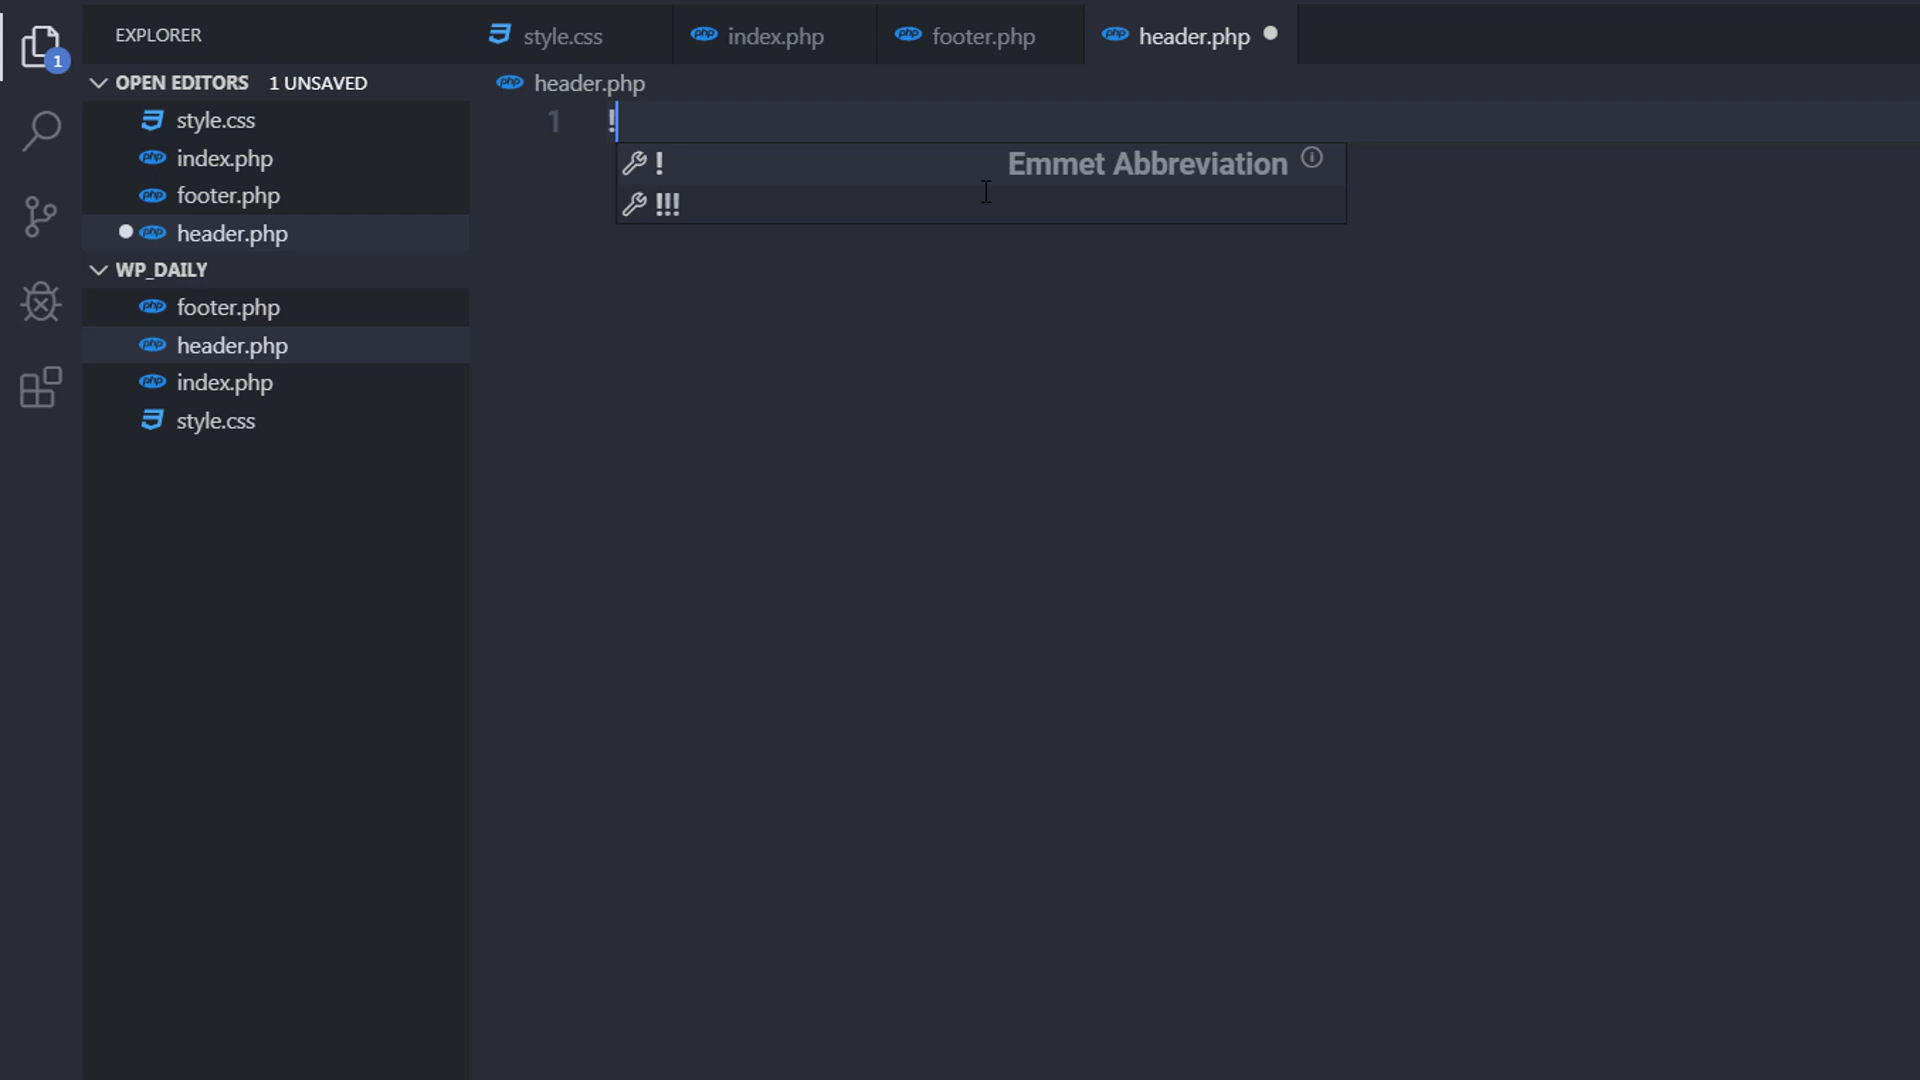 1
EXPLORER
OPEN EDITORS 1 UNSAVED
style.css
index.php
footer.php
header.php
WP_DAILY
footer.php
header.php
index.php
style.css
style.css index.php footer.php header.php
header.php
1 !
! Emmet Abbreviation
!!!